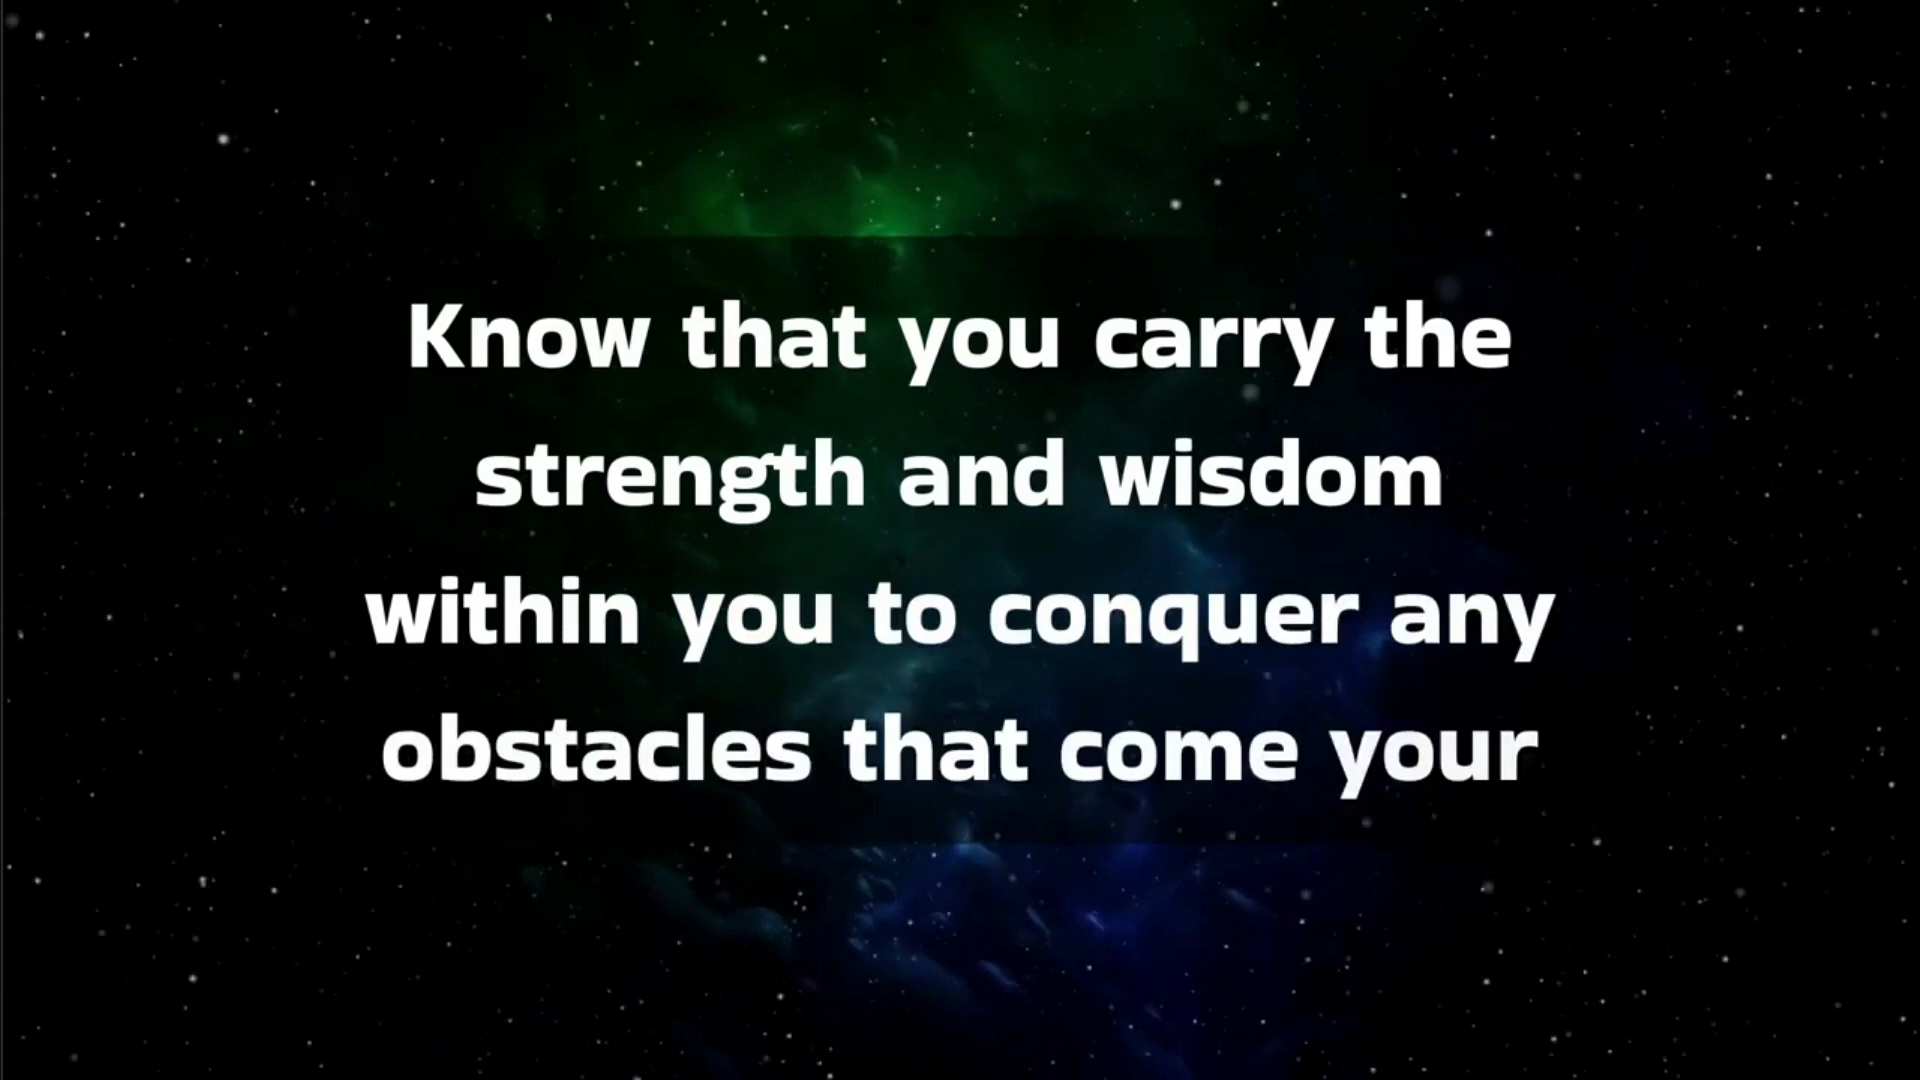 Know that you carry the
strength and wisdom
within you to conquer any
obstacles that come your